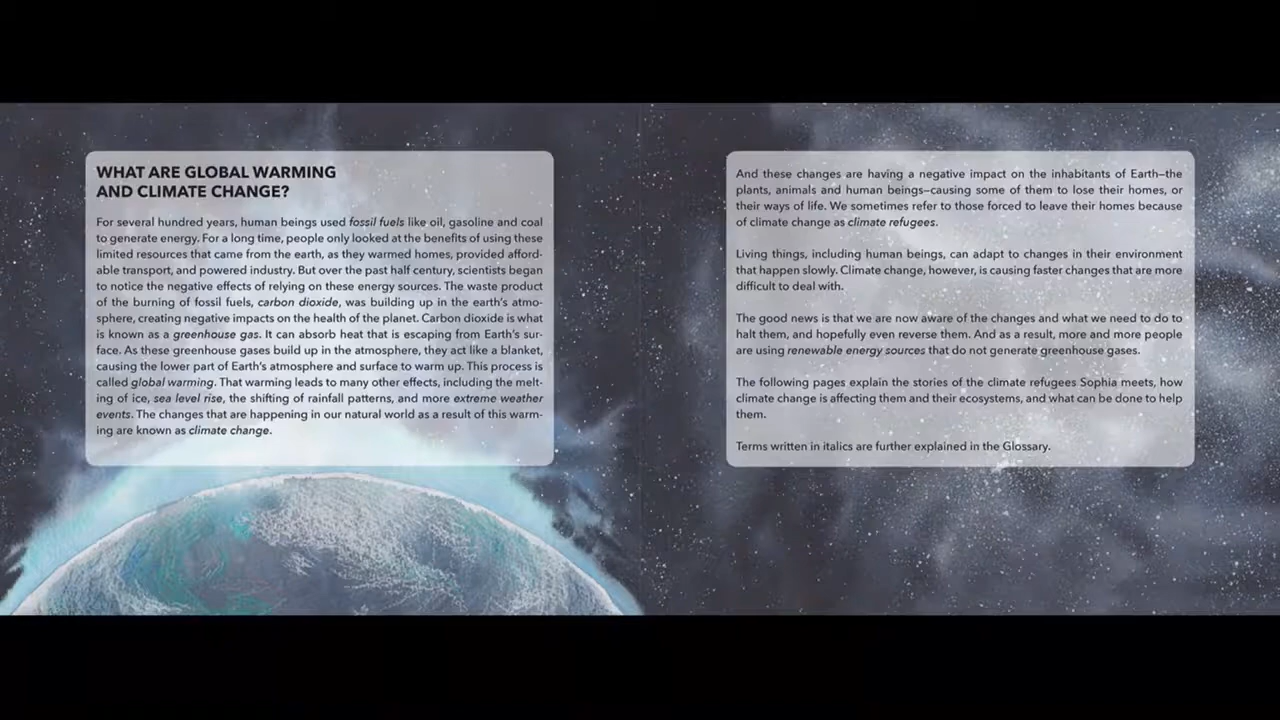 WHAT ARE GLOBAL WARMING
AND CLIMATE CHANGE?
For several hundred years, human beings used fossil fuels like oil, gasoline and coal
to generate energy. For a long time, people only looked at the benefits of using these
limited resources that came from the earth, as they warmed homes, provided afford-
able transport, and powered industry. But over the past half century, scientists began
to notice the negative effects of relying on these energy sources. The waste product
of the burning of fossil fuels, carbon dioxide, was building up in the earth's atmo-
sphere, creating negative impacts on the health of the planet. Carbon dioxide is what
is known as a greenhouse gas. It can absorb heat that is escaping from Earth's sur-
face. As these greenhouse gases build up in the atmosphere, they act like a blanket,
causing the lower part of Earth's atmosphere and surface to warm up. This process is
called global warming. That warming leads to many other effects, including the melt-
ing of ice, sea level rise, the shifting of rainfall patterns, and more extreme weather
events. The changes that are happening in our natural world as a result of this warm-
ing are known as climate change.
And these changes are having a negative impact on the inhabitants of Earth—the
plants, animals and human beings—causing some of them to lose their homes, or
their ways of life. We sometimes refer to those forced to leave their homes because
of climate change as climate refugees.
Living things, including human beings, can adapt to changes in their environment
that happen slowly. Climate change, however, is causing faster changes that are more
difficult to deal with.
The good news is that we are now aware of the changes and what we need to do to
halt them, and hopefully even reverse them. And as a result, more and more people
are using renewable energy sources that do not generate greenhouse gases.
The following pages explain the stories of the climate refugees Sophia meets, how
climate change is affecting them and their ecosystems, and what can be done to help
them.
Terms written in italics are further explained in the Glossary.